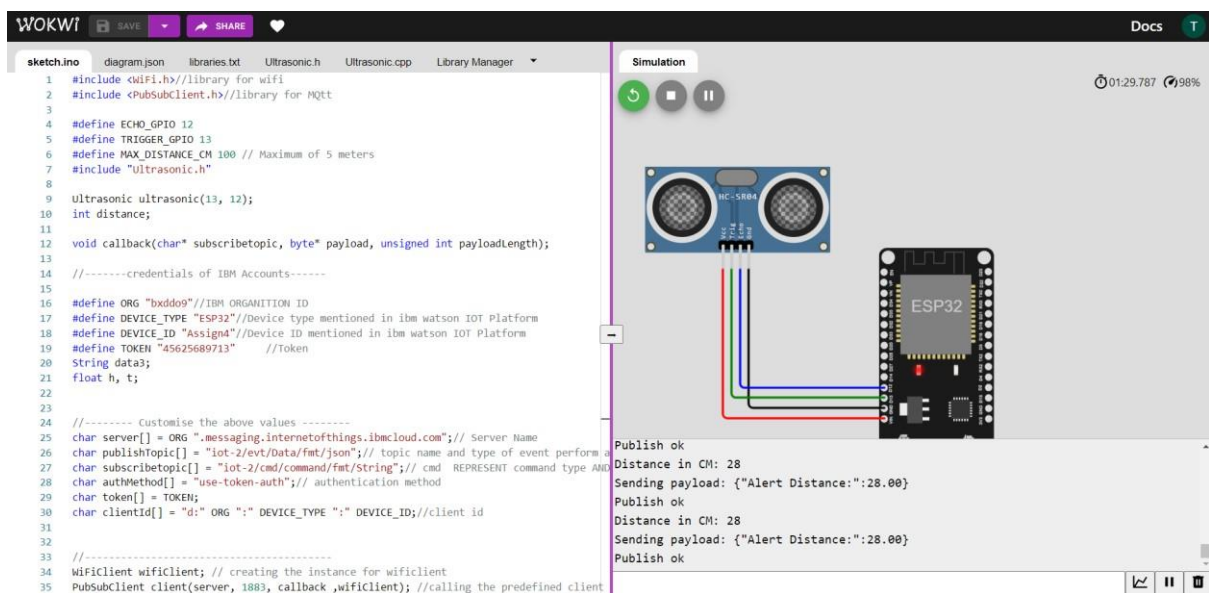 WOKWI SAVE SHARE Docs T
sketch.ino diagram.json libraries.txt Ultrasonic.h Ultrasonic.cpp Library Manager
1 #include <WiFi.h>//library for wifi
2 #include <PubSubClient.h>//library for MQtt
3
4 #define ECHO_GPIO 12
5 #define TRIGGER_GPIO 13
6 #define MAX_DISTANCE_CM 100 // Maximum of 5 meters
7 #include "Ultrasonic.h"
8
9 Ultrasonic ultrasonic(13, 12);
10 int distance;
11
12 void callback(char* subscribetopic, byte* payload, unsigned int payloadLength);
13
14 //-------credentials of IBM Accounts------
15
16 #define ORG "bxddo9"//IBM ORGANITION ID
17 #define DEVICE_TYPE "ESP32"//Device type mentioned in ibm watson IOT Platform
18 #define DEVICE_ID "Assign4"//Device ID mentioned in ibm watson IOT Platform
19 #define TOKEN "45625689713" //Token
20 String data3;
21 float h, t;
22
23
24 //-------- Customise the above values --------
25 char server[] = ORG ".messaging.internetofthings.ibmcloud.com";// Server Name
26 char publishTopic[] = "iot-2/evt/Data/fmt/json";// topic name and type of event perform a
27 char subscribetopic[] = "iot-2/cmd/command/fmt/String";// cmd REPRESENT command type AND
28 char authMethod[] = "use-token-auth";// authentication method
29 char token[] = TOKEN;
30 char clientId[] = "d:" ORG ":" DEVICE_TYPE ":" DEVICE_ID;//client id
31
32
33 //-----------------------------------------
34 WiFiClient wifiClient; // creating the instance for wificlient
35 PubSubClient client(server, 1883, callback ,wifiClient); //calling the predefined client
Simulation
01:29.787 98%
HC-SR04
Vcc
Trig
Echo
Gnd
ESP32
Publish ok
Distance in CM: 28
Sending payload: {"Alert Distance:":28.00}
Publish ok
Distance in CM: 28
Sending payload: {"Alert Distance:":28.00}
Publish ok